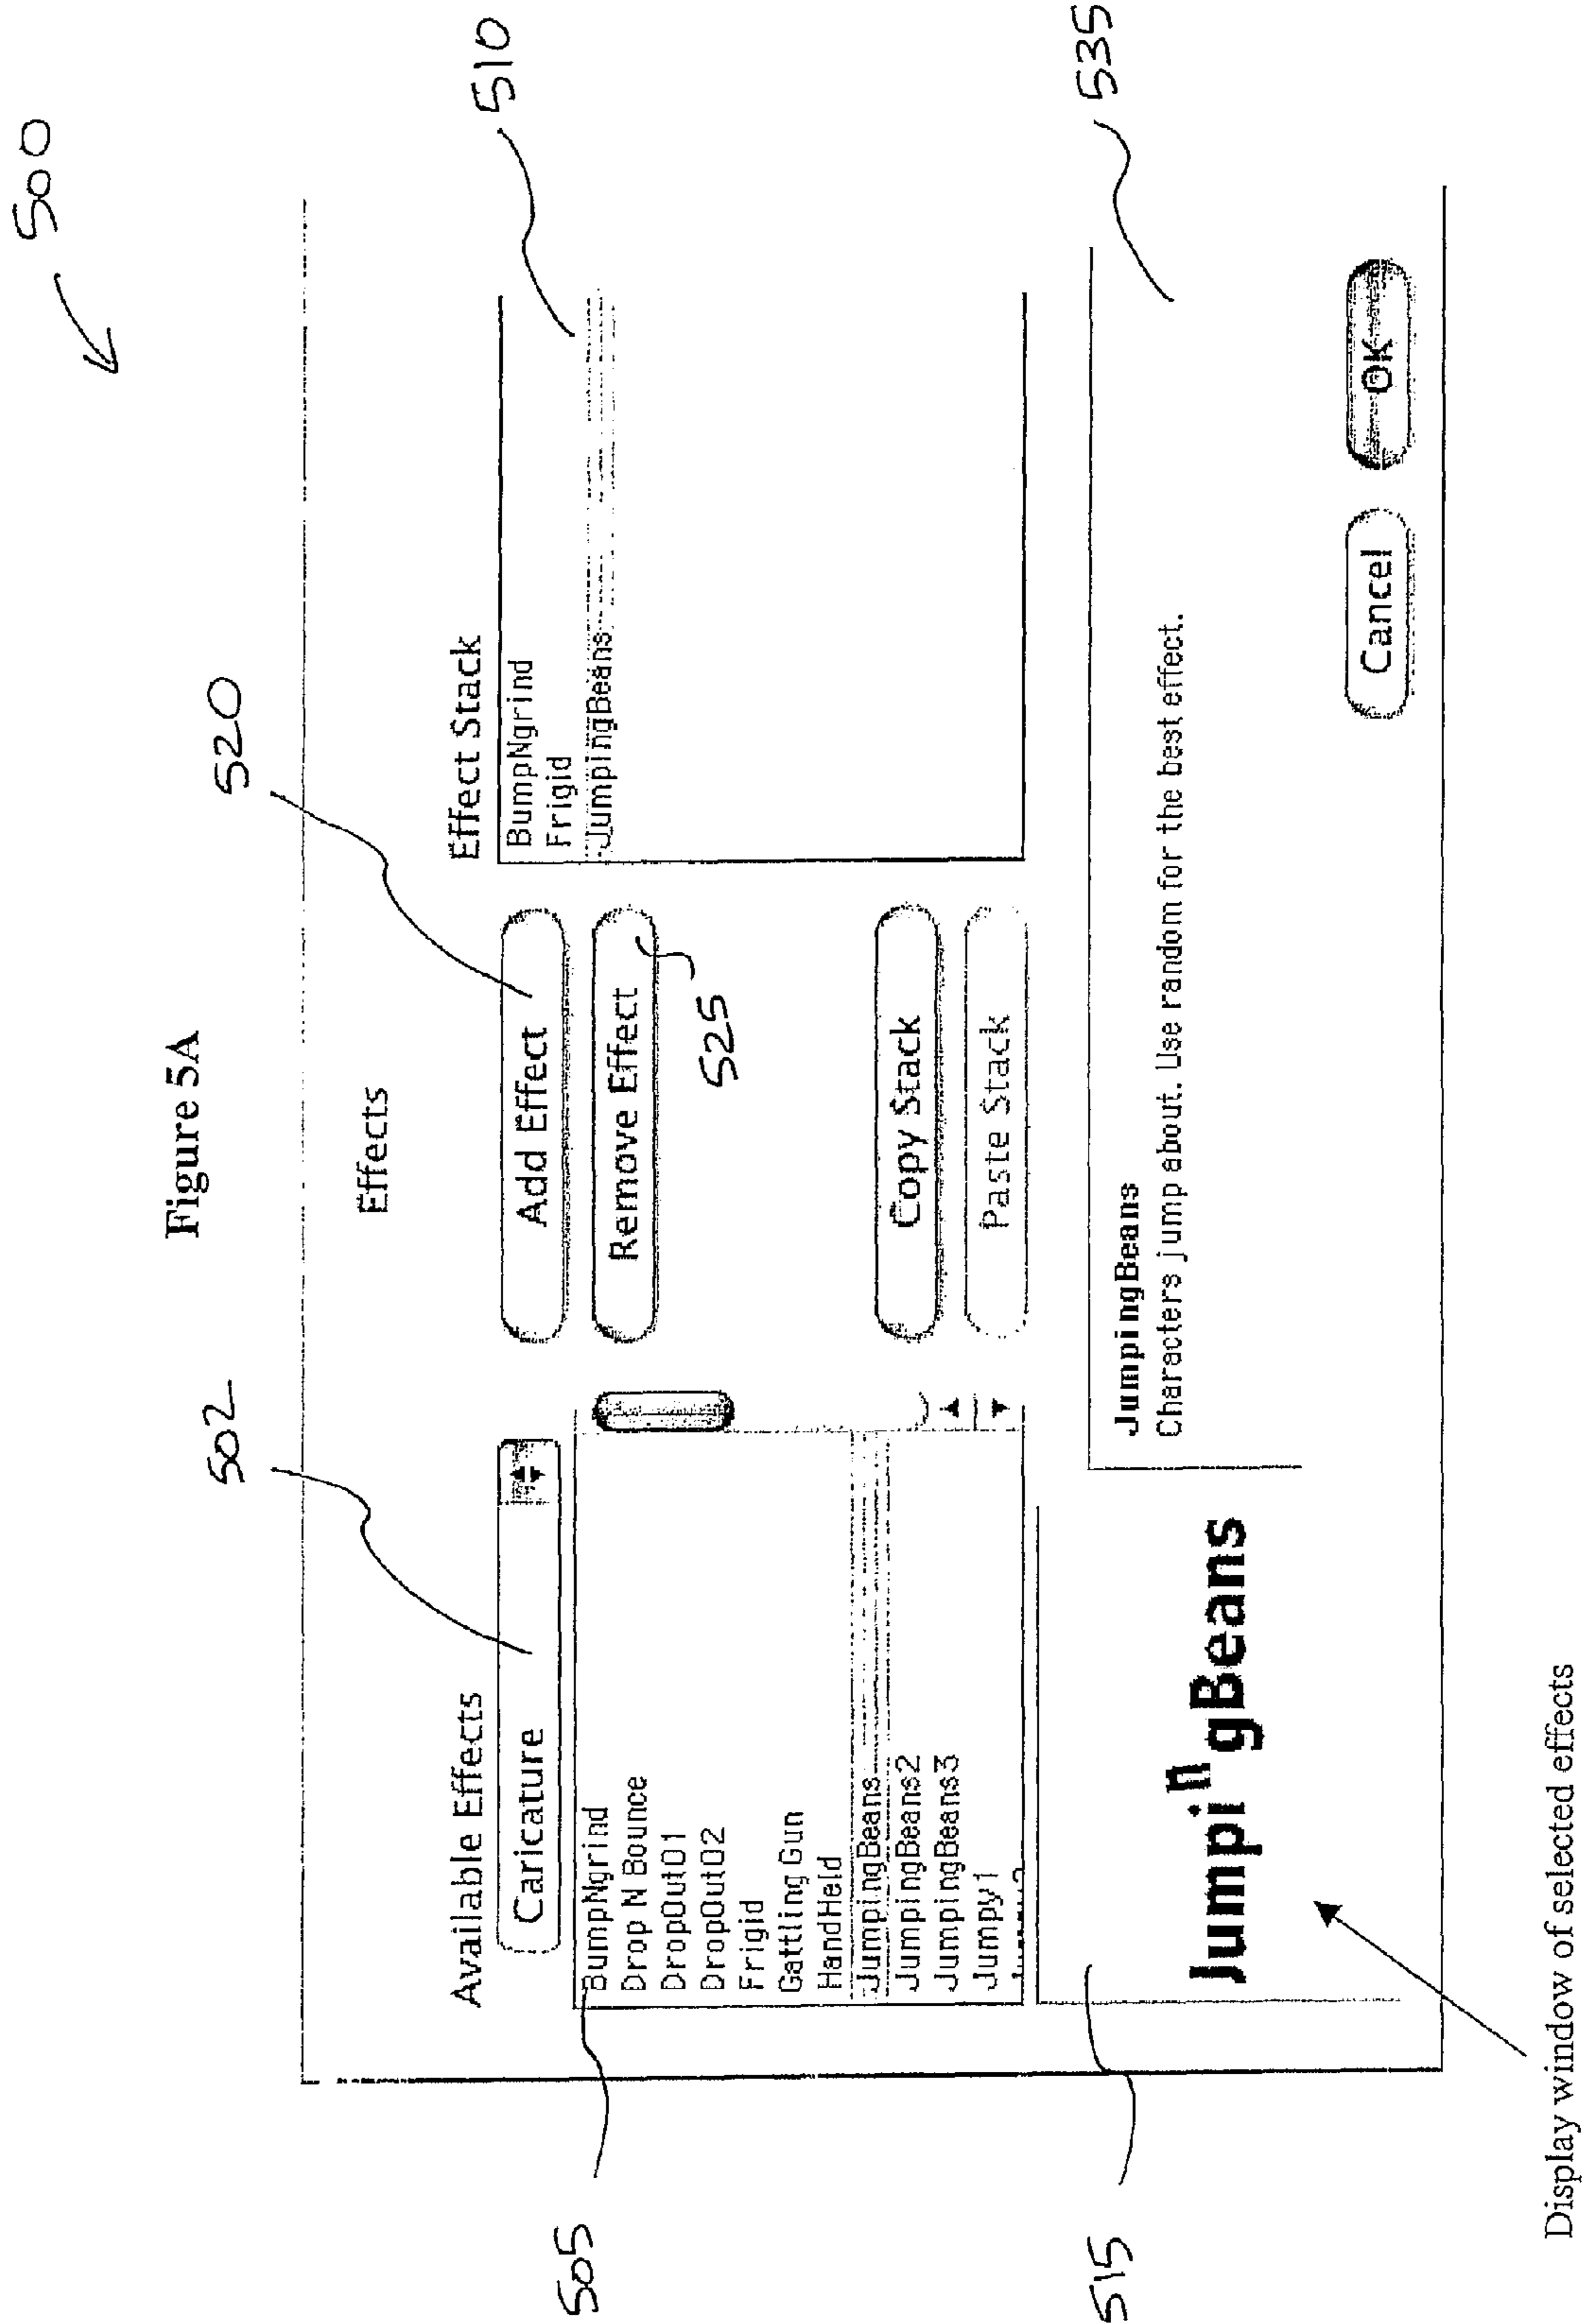 Figure 5A
500
Effects
502
520
510
Available Effects
Effect Stack
Caricature
Add Effect
Remove Effect
525
Copy Stack
Paste Stack
505
BumpNgrind
Drop N Bounce
DropOut01
DropOut02
Frigid
Gattling Gun
HandHeld
JumpingBeans
JumpingBeans2
JumpingBeans3
Jumpy1
BumpNgrind
Frigid
JumpingBeans
515
JumpingBeans
535
JumpingBeans
Characters jump about. Use random for the best effect.
Cancel
OK
Display window of selected effects